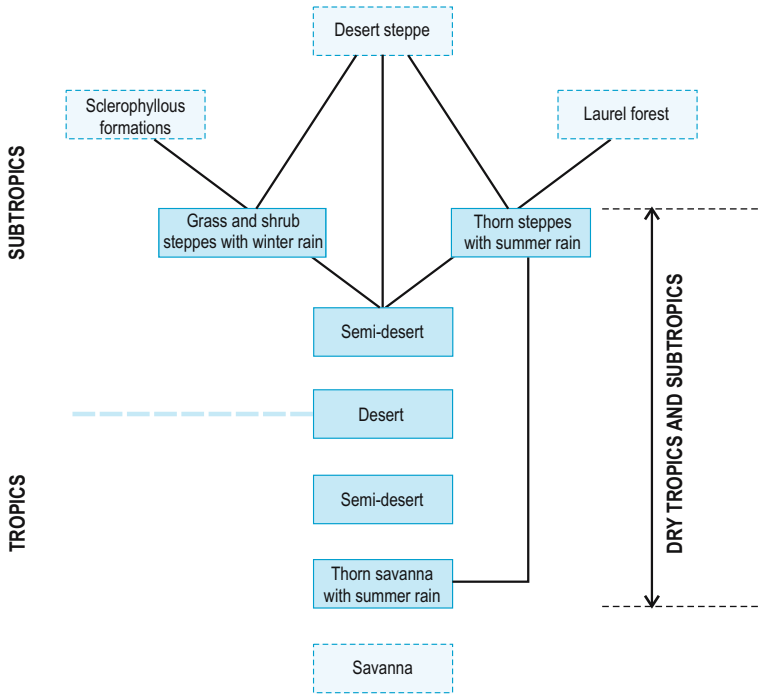 Desert steppe
Sclerophyllous
formations
Laurel forest
SUBTROPICS
Grass and shrub
steppes with winter rain
Thorn steppes
with summer rain
Semi-desert
DRY TROPICS AND SUBTROPICS
Desert
TROPICS
Semi-desert
Thorn savanna
with summer rain
Savanna